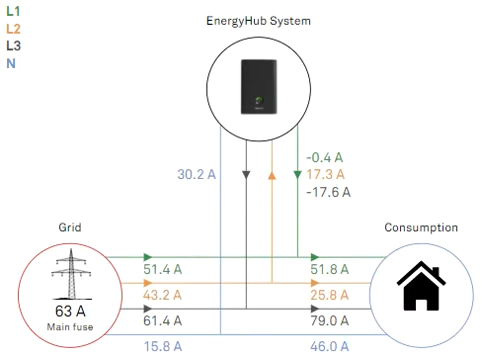 L1
L2
L3
N
EnergyHub System
30.2 A
-0.4 A
17.3 A
-17.6 A
Grid
Consumption
63 A
Main fuse
51.4 A
51.8 A
43.2 A
25.8 A
61.4 A
79.0 A
15.8 A
46.0 A